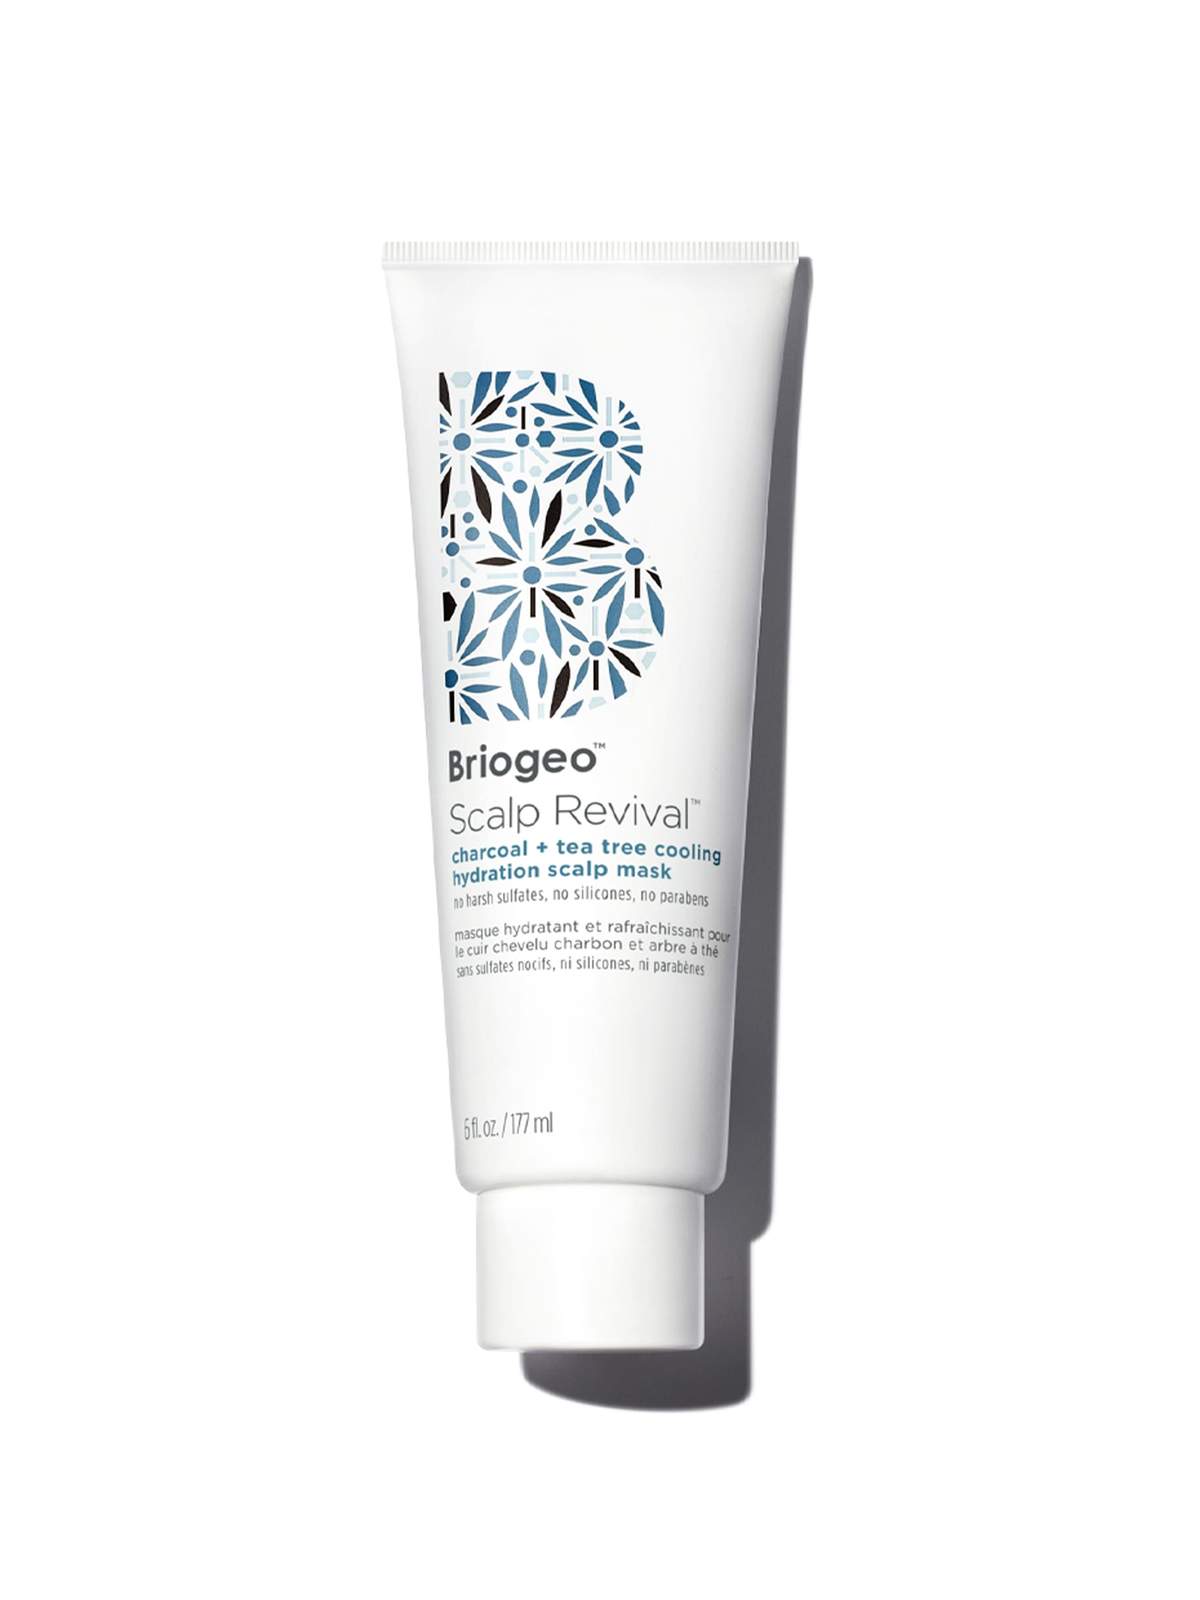 Briogeo™
Scalp Revival™
charcoal + tea tree cooling
hydration scalp mask
no harsh sulfates, no silicones, no parabens
masque hydratant et rafraîchissant pour
le cuir chevelu charbon et arbre à thé
sans sulfates nocifs, ni silicones, ni parabènes
6 fl. oz. / 177 ml